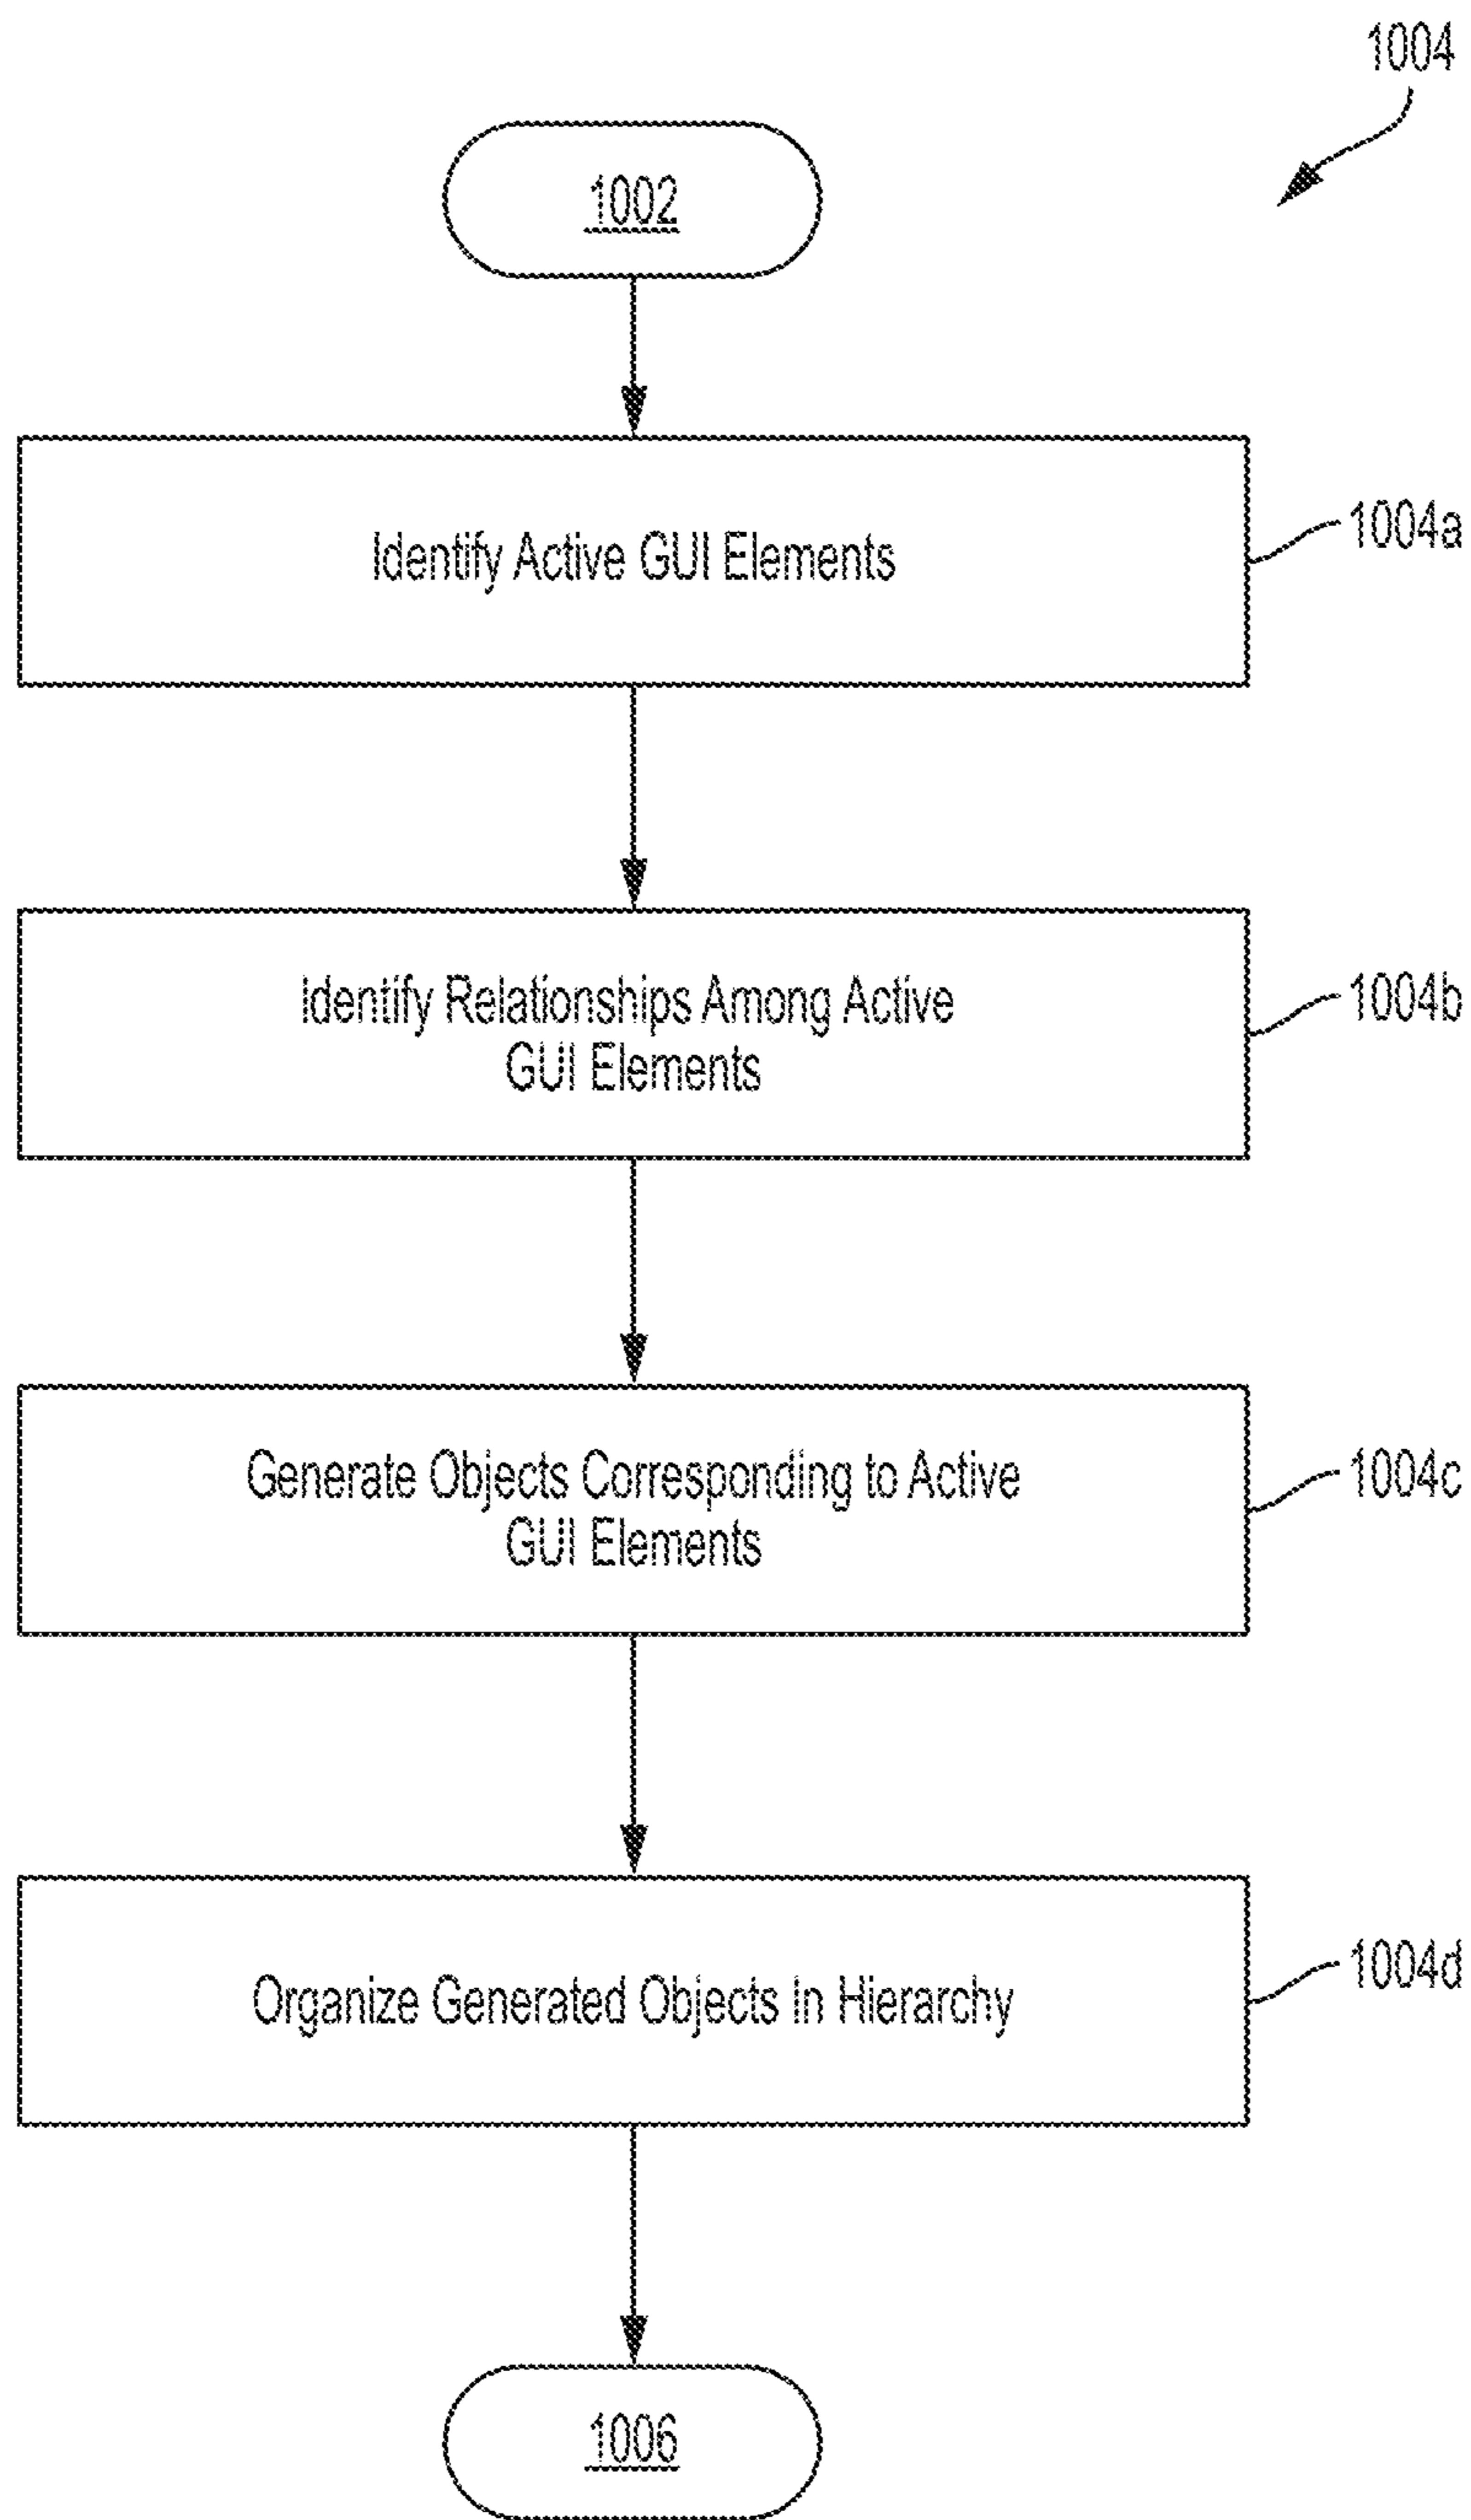 1004
1002
Identify Active GUI Elements
1004a
Identify Relationships Among Active
GUI Elements
1004b
Generate Objects Corresponding to Active
GUI Elements
1004c
Organize Generated Objects In Hierarchy
1004d
1006